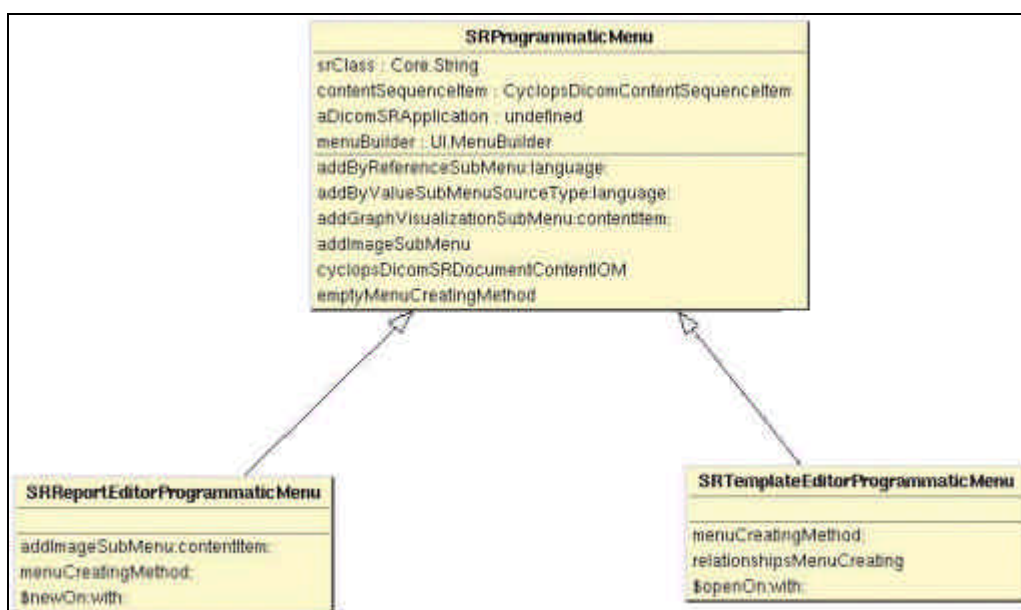 SRProgrammaticMenu
srClass : Core.String
contentSequenceItem : CyclopsDicomContentSequenceItem
aDicomSRApplication : undefined
menuBuilder : UI.MenuBuilder
addByReferenceSubMenu:language:
addByValueSubMenuSourceType:language:
addGraphVisualizationSubMenu:contentItem:
addImageSubMenu
cyclopsDicomSRDocumentContentIOM
emptyMenuCreatingMethod
SRReportEditorProgrammaticMenu
addImageSubMenu:contentItem:
menuCreatingMethod:
$newOn:with:
SRTemplateEditorProgrammaticMenu
menuCreatingMethod:
relationshipsMenuCreating
$openOn:with: